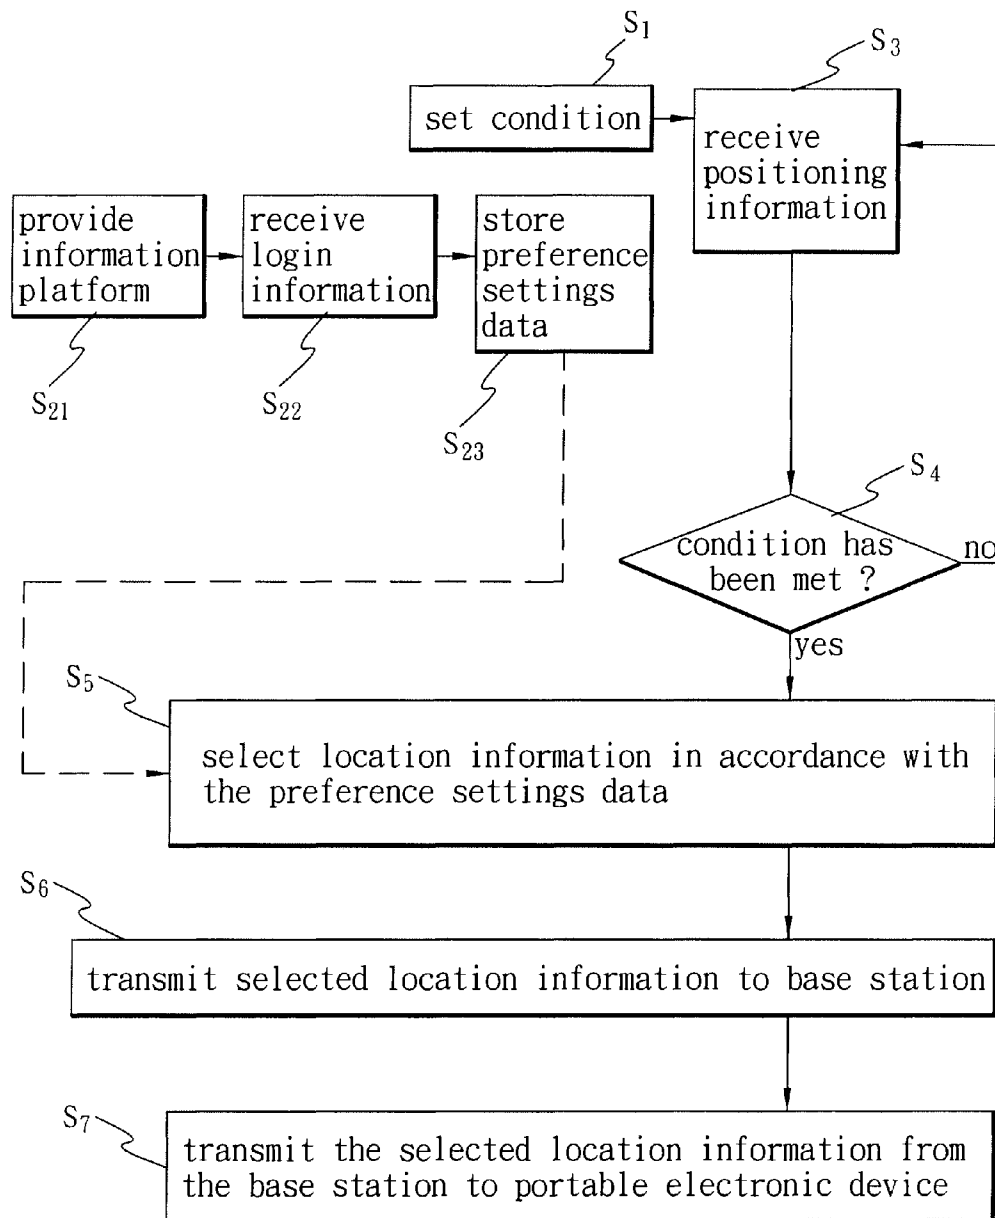 S1
S3
set condition
receive
positioning
information
provide
information
platform
receive
login
information
store
preference
settings
data
S21
S22
S23
S4
condition has
been met ?
no
yes
S5
select location information in accordance with
the preference settings data
S6
transmit selected location information to base station
S7
transmit the selected location information from
the base station to portable electronic device